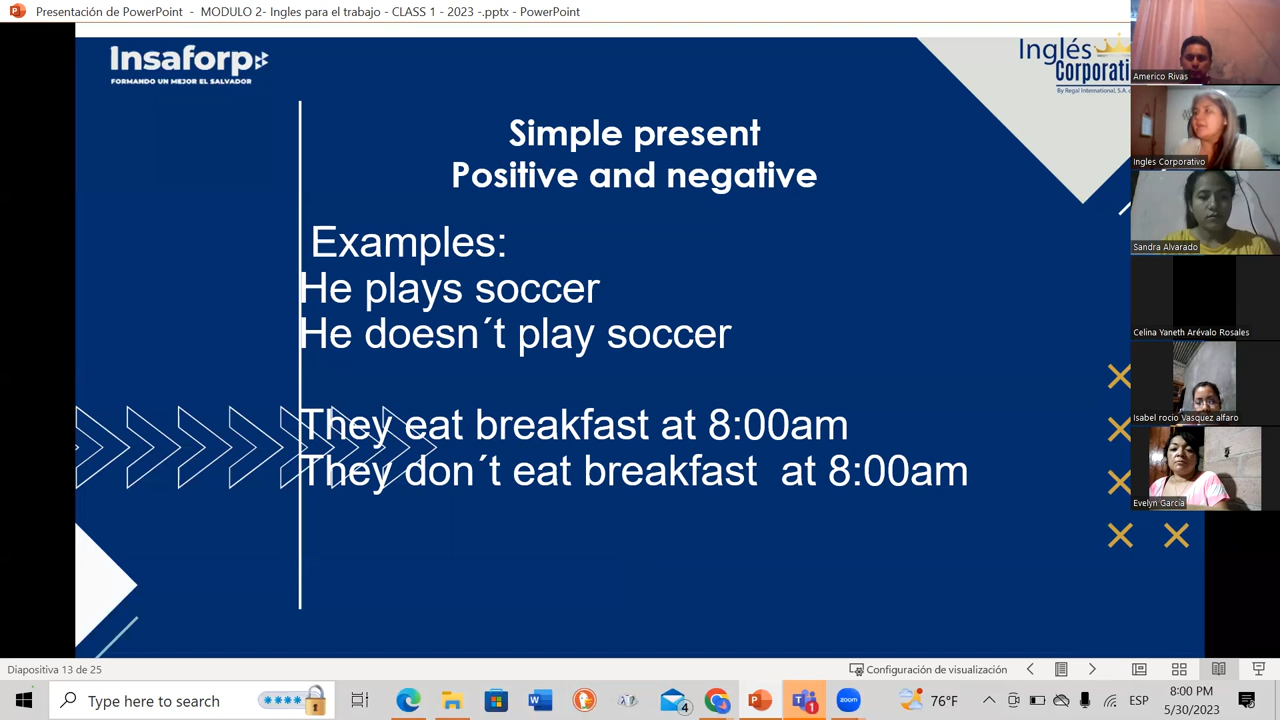 Presentación de PowerPoint - MODULO 2- Ingles para el trabajo - CLASS 1 - 2023 -.pptx - PowerPoint
Insaforp
FORMANDO UN MEJOR EL SALVADOR
Inglés
Corporati
By Regal International, S.A.
Simple present
Positive and negative
Examples:
He plays soccer
He doesn´t play soccer
They eat breakfast at 8:00am
They don´t eat breakfast at 8:00am
Americo Rivas
Ingles Corporativo
Sandra Alvarado
Celina Yaneth Arévalo Rosales
Isabel rocio Vasquez alfaro
Evelyn García
Diapositiva 13 de 25
Configuración de visualización
Type here to search
4
1
zoom
76°F
ESP
8:00 PM
5/30/2023